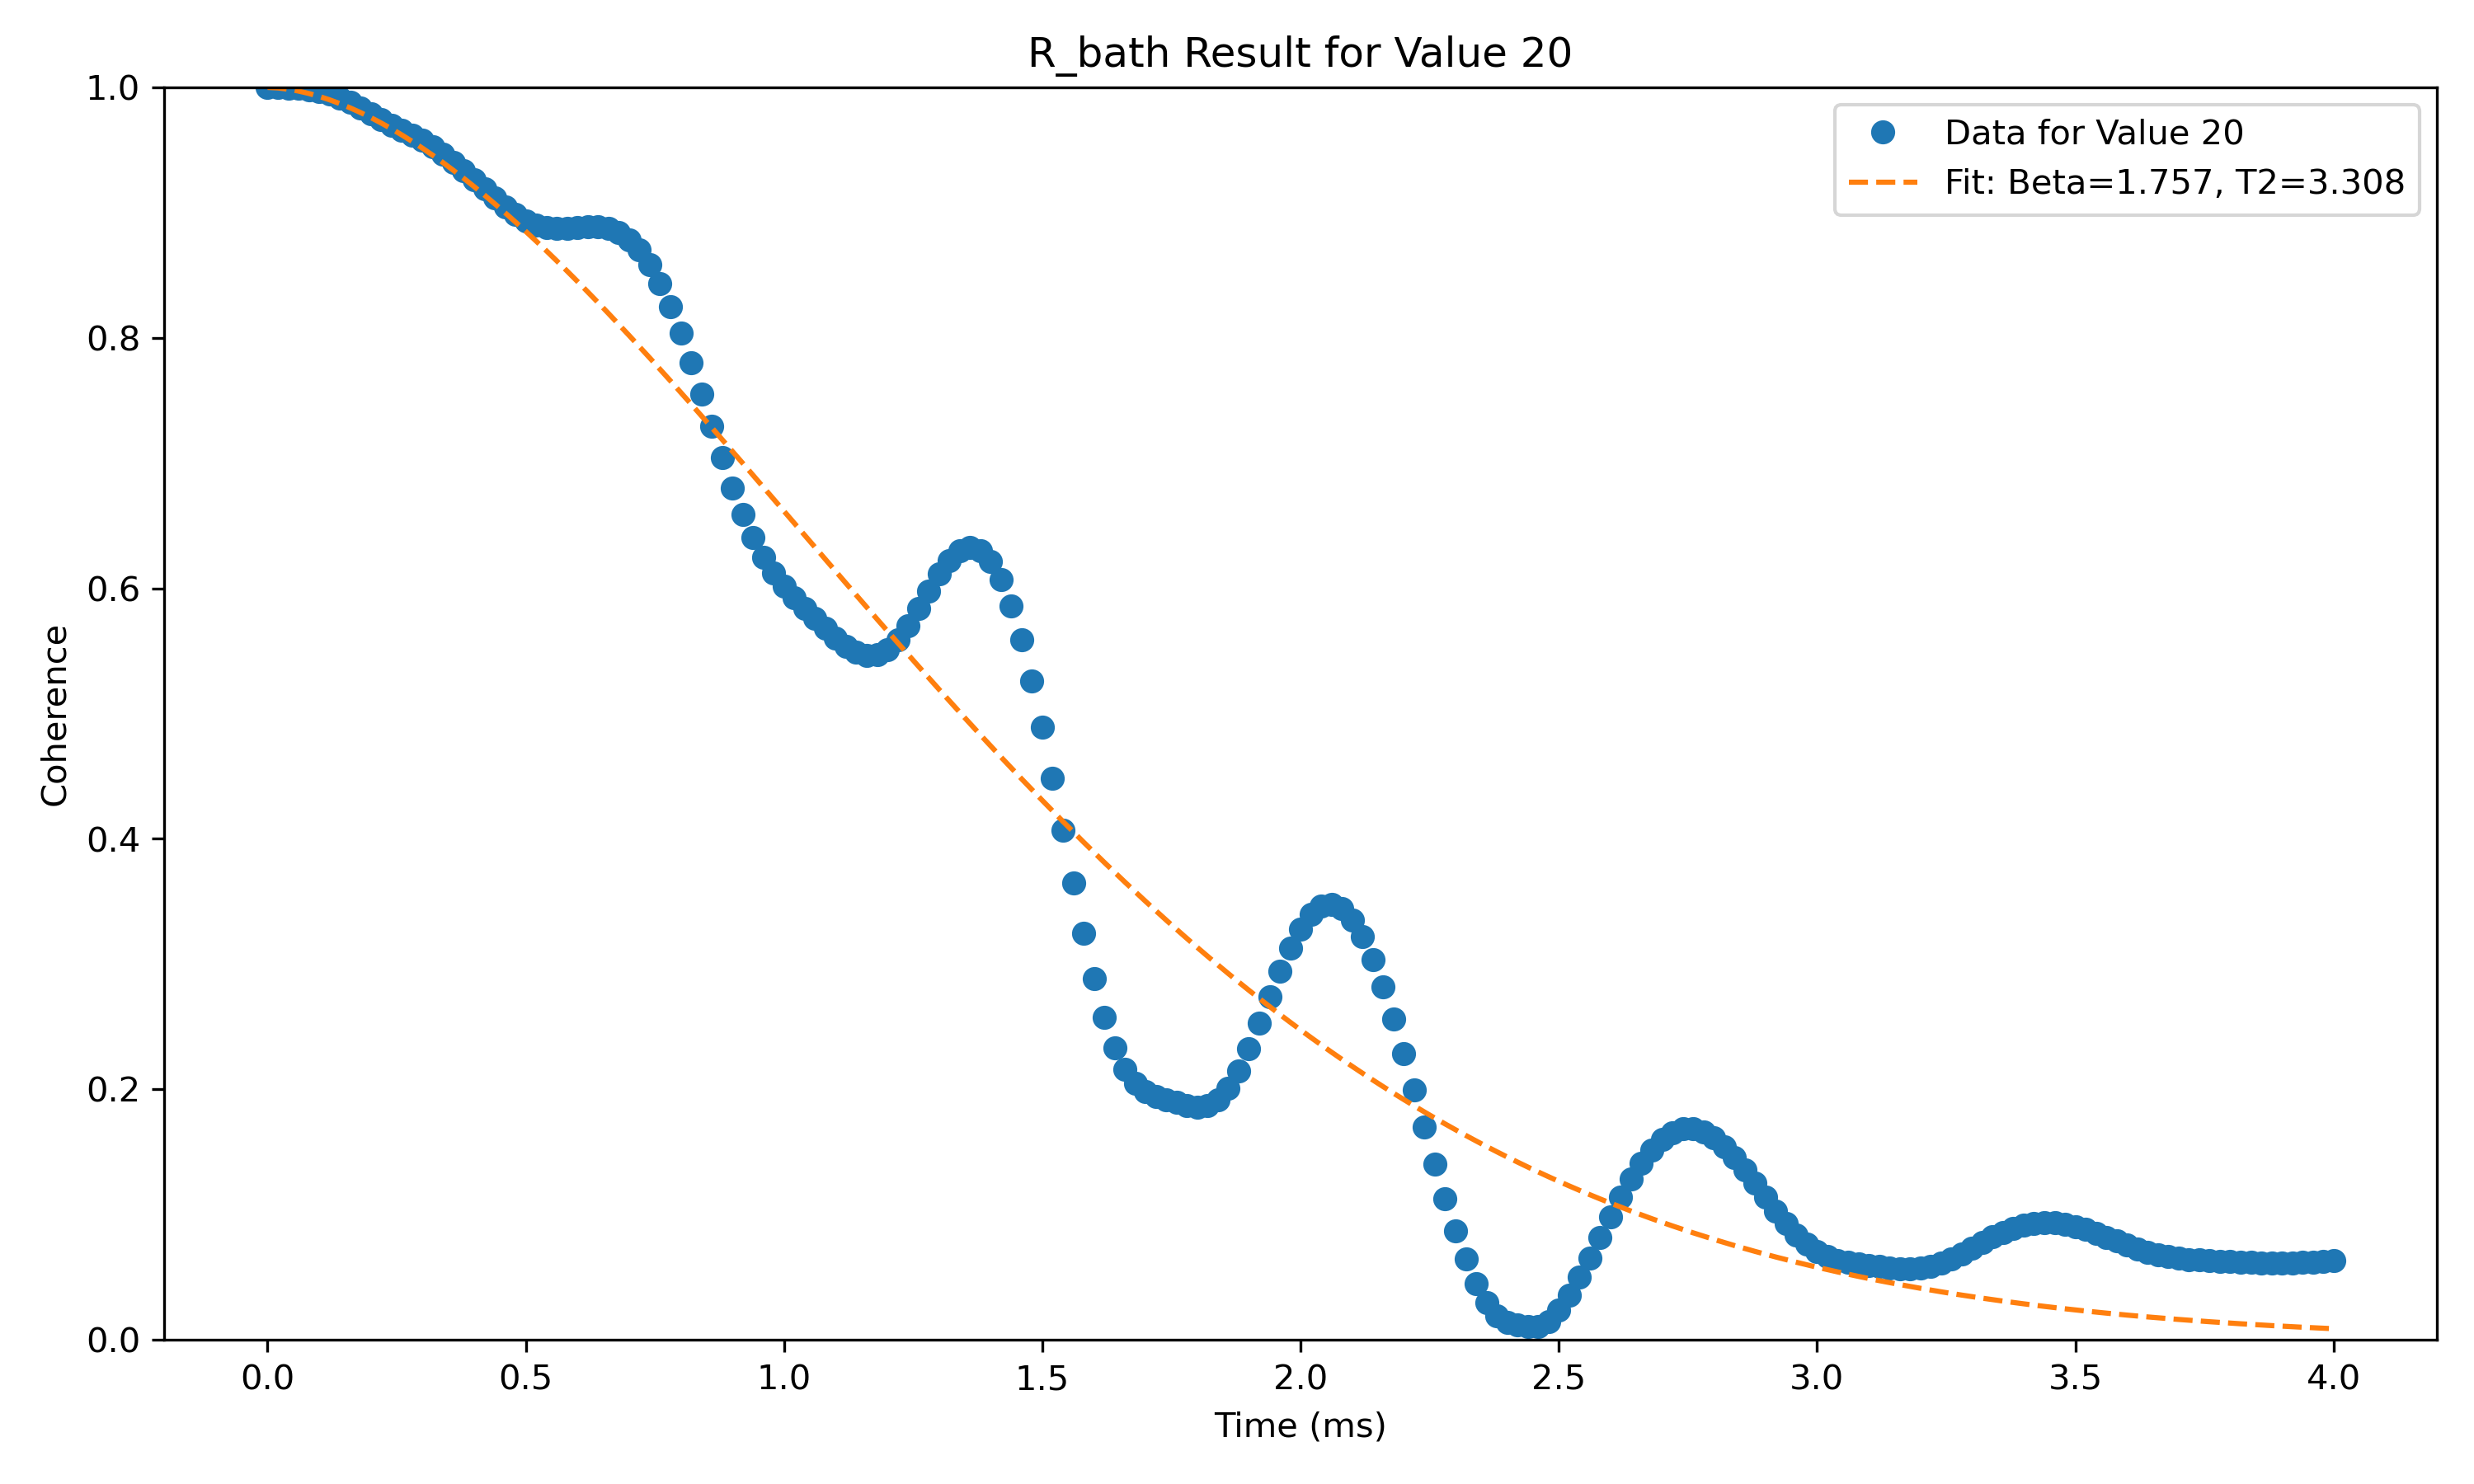 R_bath Result for Value 20
Data for Value 20
Fit: Beta=1.757, T2=3.308
Coherence
1.0
0.8
0.6
0.4
0.2
0.0
0.0 0.5 1.0 1.5 2.0 2.5 3.0 3.5 4.0
Time (ms)